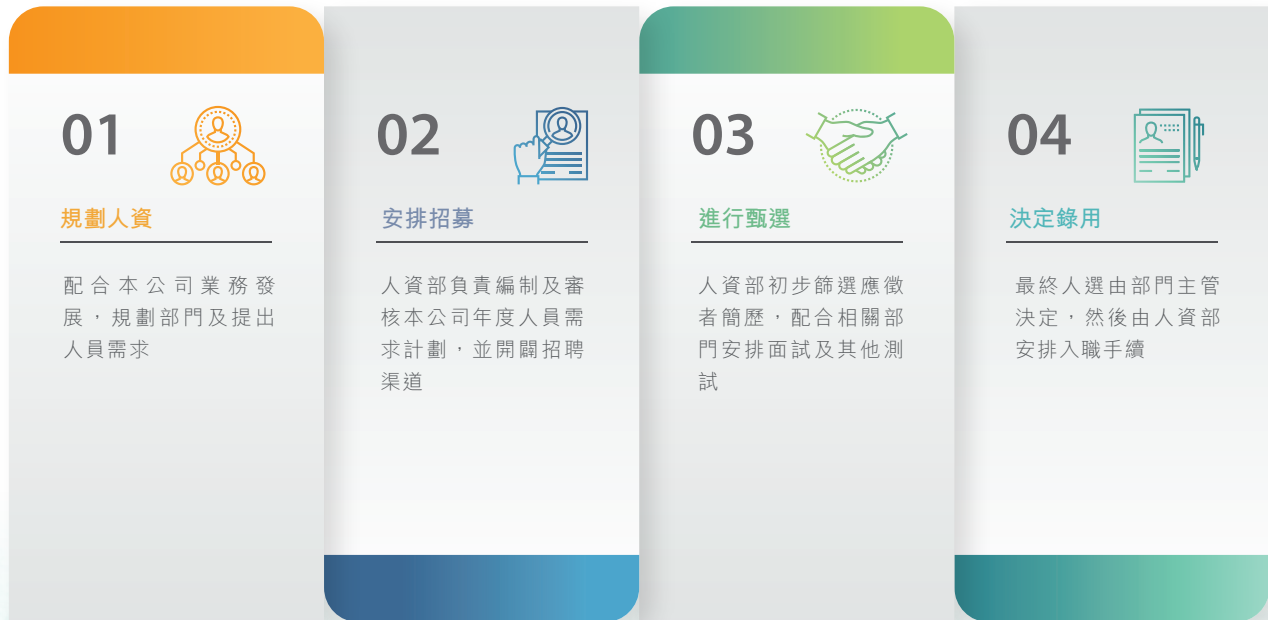 01
規劃人資
配合本公司業務發
展，規劃部門及提出
人員需求
02
安排招募
人資部負責編制及審
核本公司年度人員需
求計劃，並開闢招聘
渠道
03
進行甄選
人資部初步篩選應徵
者簡歷，配合相關部
門安排面試及其他測
試
04
決定錄用
最終人選由部門主管
決定，然後由人資部
安排入職手續